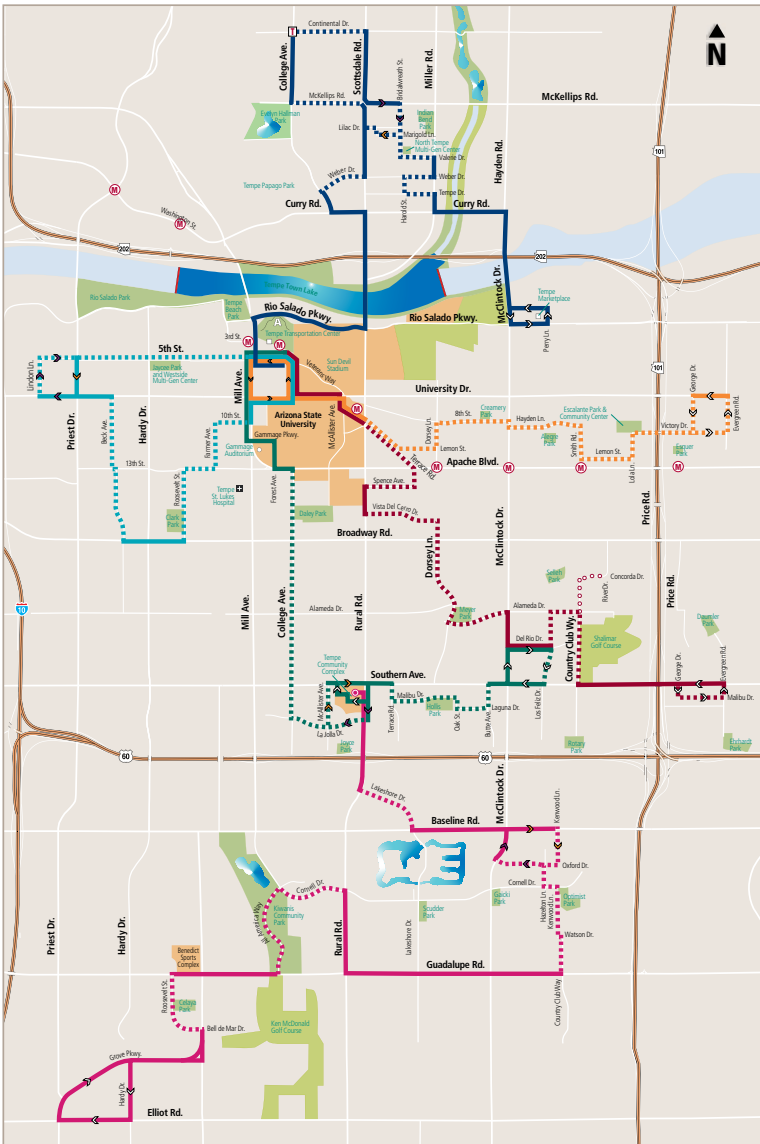 Continental Dr.
T
College Ave.
Scottsdale Rd.
Miller Rd.
Bridalwreath St.
N
McKellips Rd.
McKellips Rd.
Evelyn Hallman
Park
Lilac Dr.
Indian
Bend
Park
Marigold Ln.
North Tempe
Multi-Gen Center
Hayden Rd.
101
Valerie Dr.
Weber Dr.
Weber Dr.
Tempe Papago Park
Tempe Dr.
M
Washington St.
M
Curry Rd.
Harold St.
Curry Rd.
202
202
Tempe Town Lake
McClintock Dr.
Tempe
Marketplace
Rio Salado Park
Tempe
Beach
Park
Rio Salado Pkwy.
Rio Salado Pkwy.
A
3rd St.
M
Tempe Transportation Center
M
Perry Ln.
5th St.
Veterans Way
Sun Devil
Stadium
101
Lindon Ln.
Jaycee Park
and Westside
Multi-Gen Center
Mill Ave.
University Dr.
George Dr.
Priest Dr.
Hardy Dr.
Beck Ave.
10th St.
Arizona State
University
McAllister Ave.
M
Creamery
Park
8th St.
Hayden Ln.
Escalante Park &
Community Center
Victory Dr.
Evergreen Rd.
Farmer Ave.
Gammage Pkwy.
Gammage
Auditorium
Dorsey Ln.
Lemon St.
Alegre
Park
Smith Rd.
Lemon St.
Esquer
Park
13th St.
Roosevelt St.
Terrace Rd.
M
Apache Blvd.
M
M
Lola Ln.
M
Tempe
St. Lukes
Hospital
Forest Ave.
Spence Ave.
Clark
Park
Daley Park
Vista Del Cerro Dr.
Broadway Rd.
McClintock Dr.
Price Rd.
Dorsey Ln.
Selleh
Park
Concorda Dr.
River Dr.
10
Mill Ave.
College Ave.
Alameda Dr.
Rural Rd.
Meyer
Park
Alameda Dr.
Country Club Wy.
Price Rd.
Daumler
Park
Del Rio Dr.
Shalimar
Golf Course
Tempe
Community
Complex
Southern Ave.
George Dr.
Evergreen Rd.
McAllister Ave.
Malibu Dr.
Hollis
Park
Laguna Dr.
Los Feliz Dr.
Malibu Dr.
Terrace Rd.
Oak St.
Butte Ave.
La Jolla Dr.
Joyce
Park
Rotary
Park
Ehrhardt
Park
60
60
Lakeshore Dr.
McClintock Dr.
Kenwood Ln.
Baseline Rd.
Oxford Dr.
Cornell Dr.
Cornell Dr.
Kiwanis
Community
Park
All America Way
Scudder
Park
Gaicki
Park
Hazelton Ln.
Kenwood Ln.
Optimist
Park
Priest Dr.
Hardy Dr.
Rural Rd.
Lakeshore Dr.
Watson Dr.
Benedict
Sports
Complex
Guadalupe Rd.
Roosevelt St.
Celaya
Park
Country Club Way
Bell de Mar Dr.
Ken McDonald
Golf Course
Grove Pkwy.
Hardy Dr.
Elliot Rd.